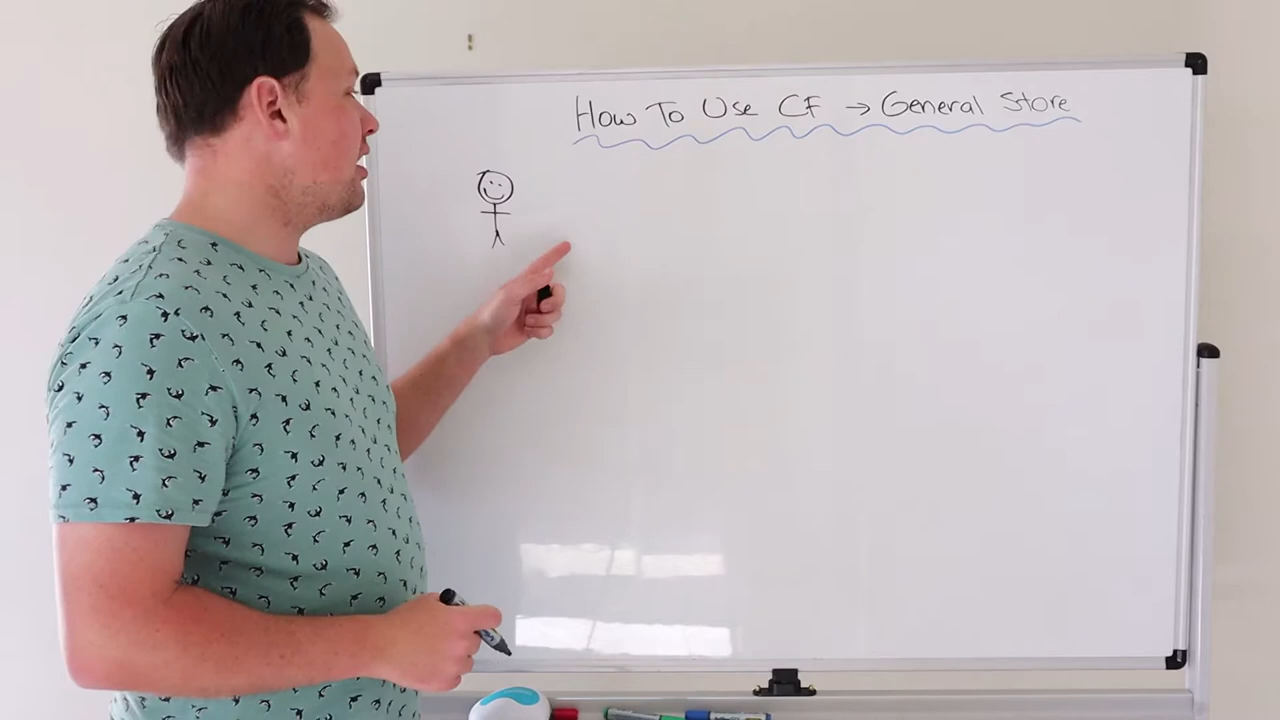 How To Use CF → General Store